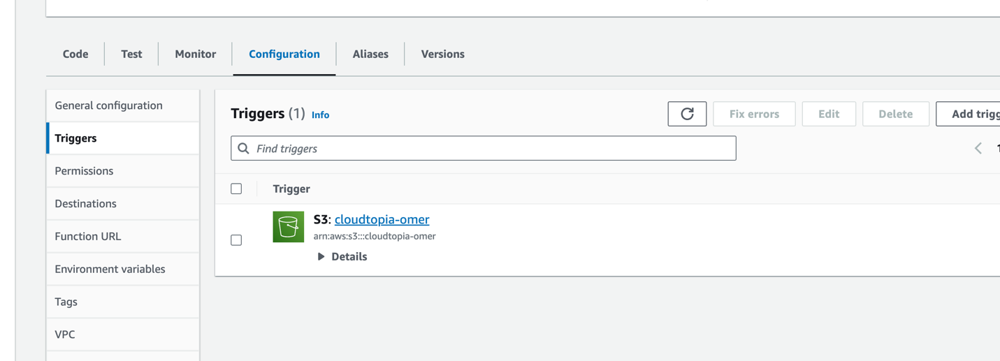 Code
Test
Monitor
Configuration
Aliases
Versions
General configuration
Triggers
Permissions
Destinations
Function URL
Environment variables
Tags
VPC
Triggers (1) Info
Fix errors
Edit
Delete
Add trigg
Find triggers
1
Trigger
S3: cloudtopia-omer
arn:aws:s3:::cloudtopia-omer
Details